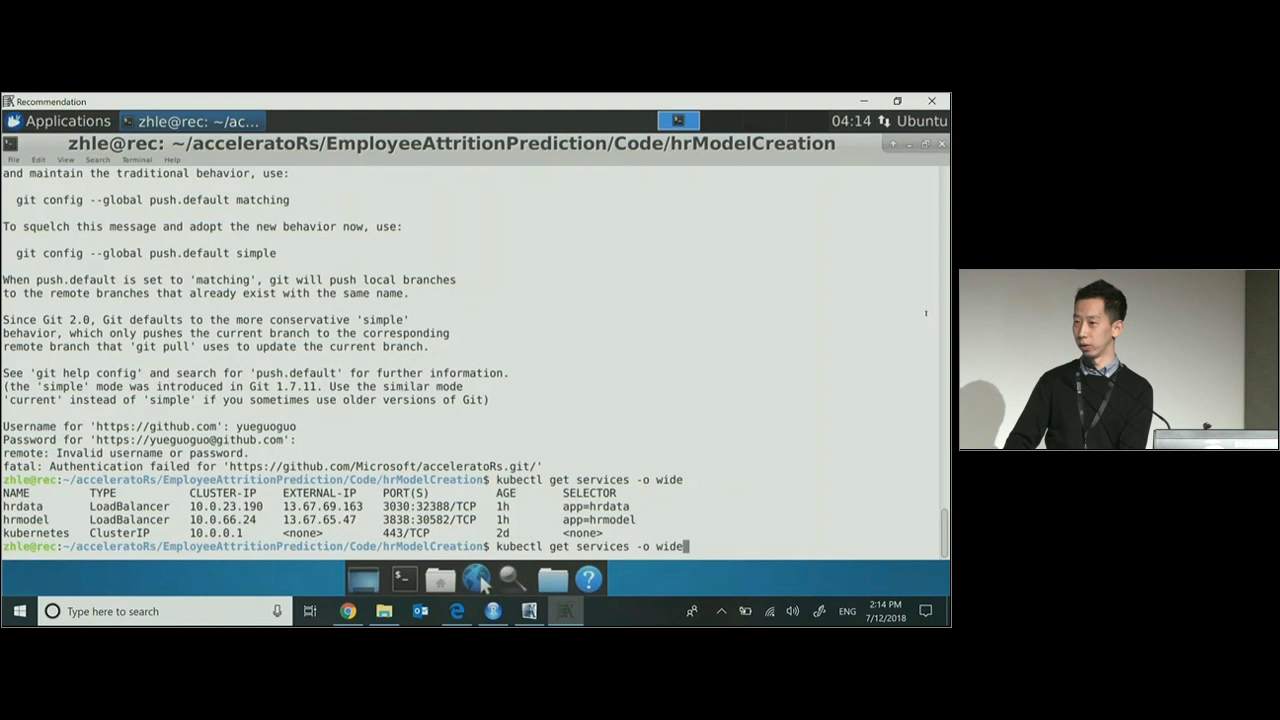 Recommendation
Applications zhle@rec: ~/ac... 04:14 Ubuntu
zhle@rec: ~/acceleratoRs/EmployeeAttritionPrediction/Code/hrModelCreation
File Edit View Search Terminal Help
and maintain the traditional behavior, use:
git config --global push.default matching
To squelch this message and adopt the new behavior now, use:
git config --global push.default simple
When push.default is set to 'matching', git will push local branches
to the remote branches that already exist with the same name.
Since Git 2.0, Git defaults to the more conservative 'simple'
behavior, which only pushes the current branch to the corresponding
remote branch that 'git pull' uses to update the current branch.
See 'git help config' and search for 'push.default' for further information.
(the 'simple' mode was introduced in Git 1.7.11. Use the similar mode
'current' instead of 'simple' if you sometimes use older versions of Git)
Username for 'https://github.com': yueguoguo
Password for 'https://yueguoguo@github.com':
remote: Invalid username or password.
fatal: Authentication failed for 'https://github.com/Microsoft/acceleratoRs.git/'
zhle@rec:~/acceleratoRs/EmployeeAttritionPrediction/Code/hrModelCreation$ kubectl get services -o wide
NAME TYPE CLUSTER-IP EXTERNAL-IP PORT(S) AGE SELECTOR
hrdata LoadBalancer 10.0.23.190 13.67.69.163 3030:32388/TCP 1h app=hrdata
hrmodel LoadBalancer 10.0.66.24 13.67.65.47 3838:30582/TCP 1h app=hrmodel
kubernetes ClusterIP 10.0.0.1 <none> 443/TCP 2d <none>
zhle@rec:~/acceleratoRs/EmployeeAttritionPrediction/Code/hrModelCreation$ kubectl get services -o wide
Type here to search ENG 2:14 PM
7/12/2018